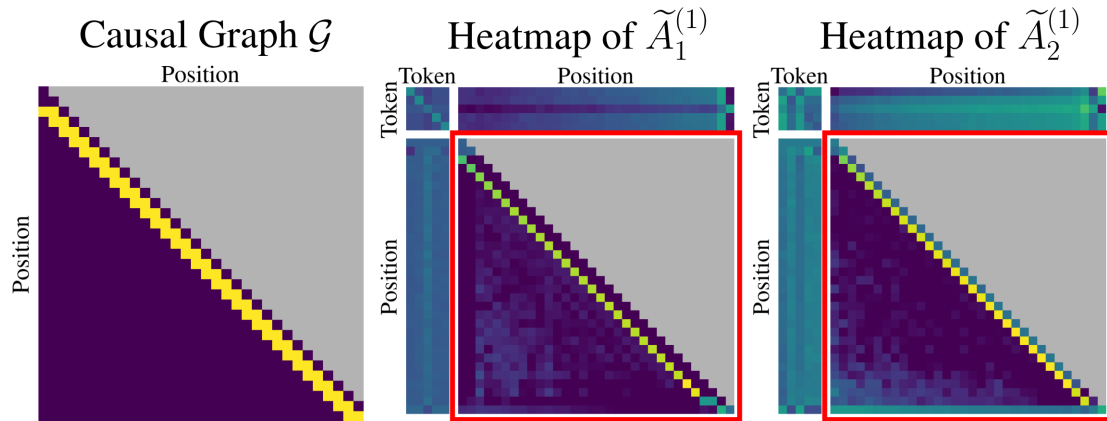 Causal Graph 𝒢
Position
Position
Heatmap of Ã₁⁽¹⁾
Token
Position
Token
Position
Heatmap of Ã₂⁽¹⁾
Token
Position
Token
Position